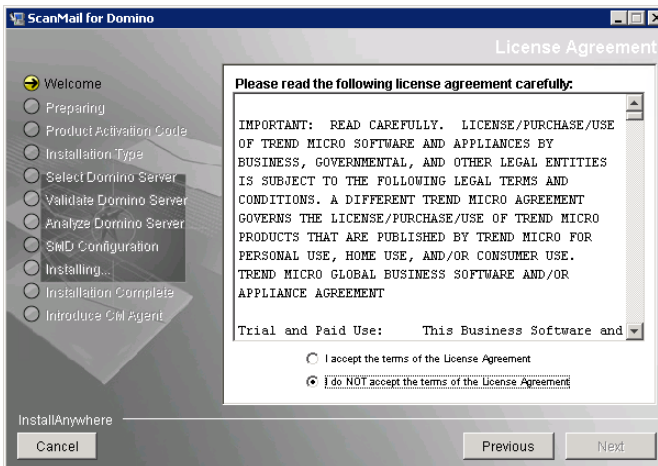 ScanMail for Domino
License Agreement
Welcome
Preparing
Product Activation Code
Installation Type
Select Domino Server
Validate Domino Server
Analyze Domino Server
SMD Configuration
Installing...
Installation Complete
Introduce CM Agent
Please read the following license agreement carefully:
IMPORTANT: READ CAREFULLY. LICENSE/PURCHASE/USE
OF TREND MICRO SOFTWARE AND APPLIANCES BY
BUSINESS, GOVERNMENTAL, AND OTHER LEGAL ENTITIES
IS SUBJECT TO THE FOLLOWING LEGAL TERMS AND
CONDITIONS. A DIFFERENT TREND MICRO AGREEMENT
GOVERNS THE LICENSE/PURCHASE/USE OF TREND MICRO
PRODUCTS THAT ARE PUBLISHED BY TREND MICRO FOR
PERSONAL USE, HOME USE, AND/OR CONSUMER USE.
TREND MICRO GLOBAL BUSINESS SOFTWARE AND/OR
APPLIANCE AGREEMENT
Trial and Paid Use: This Business Software and
I accept the terms of the License Agreement
I do NOT accept the terms of the License Agreement
InstallAnywhere
Cancel
Previous
Next